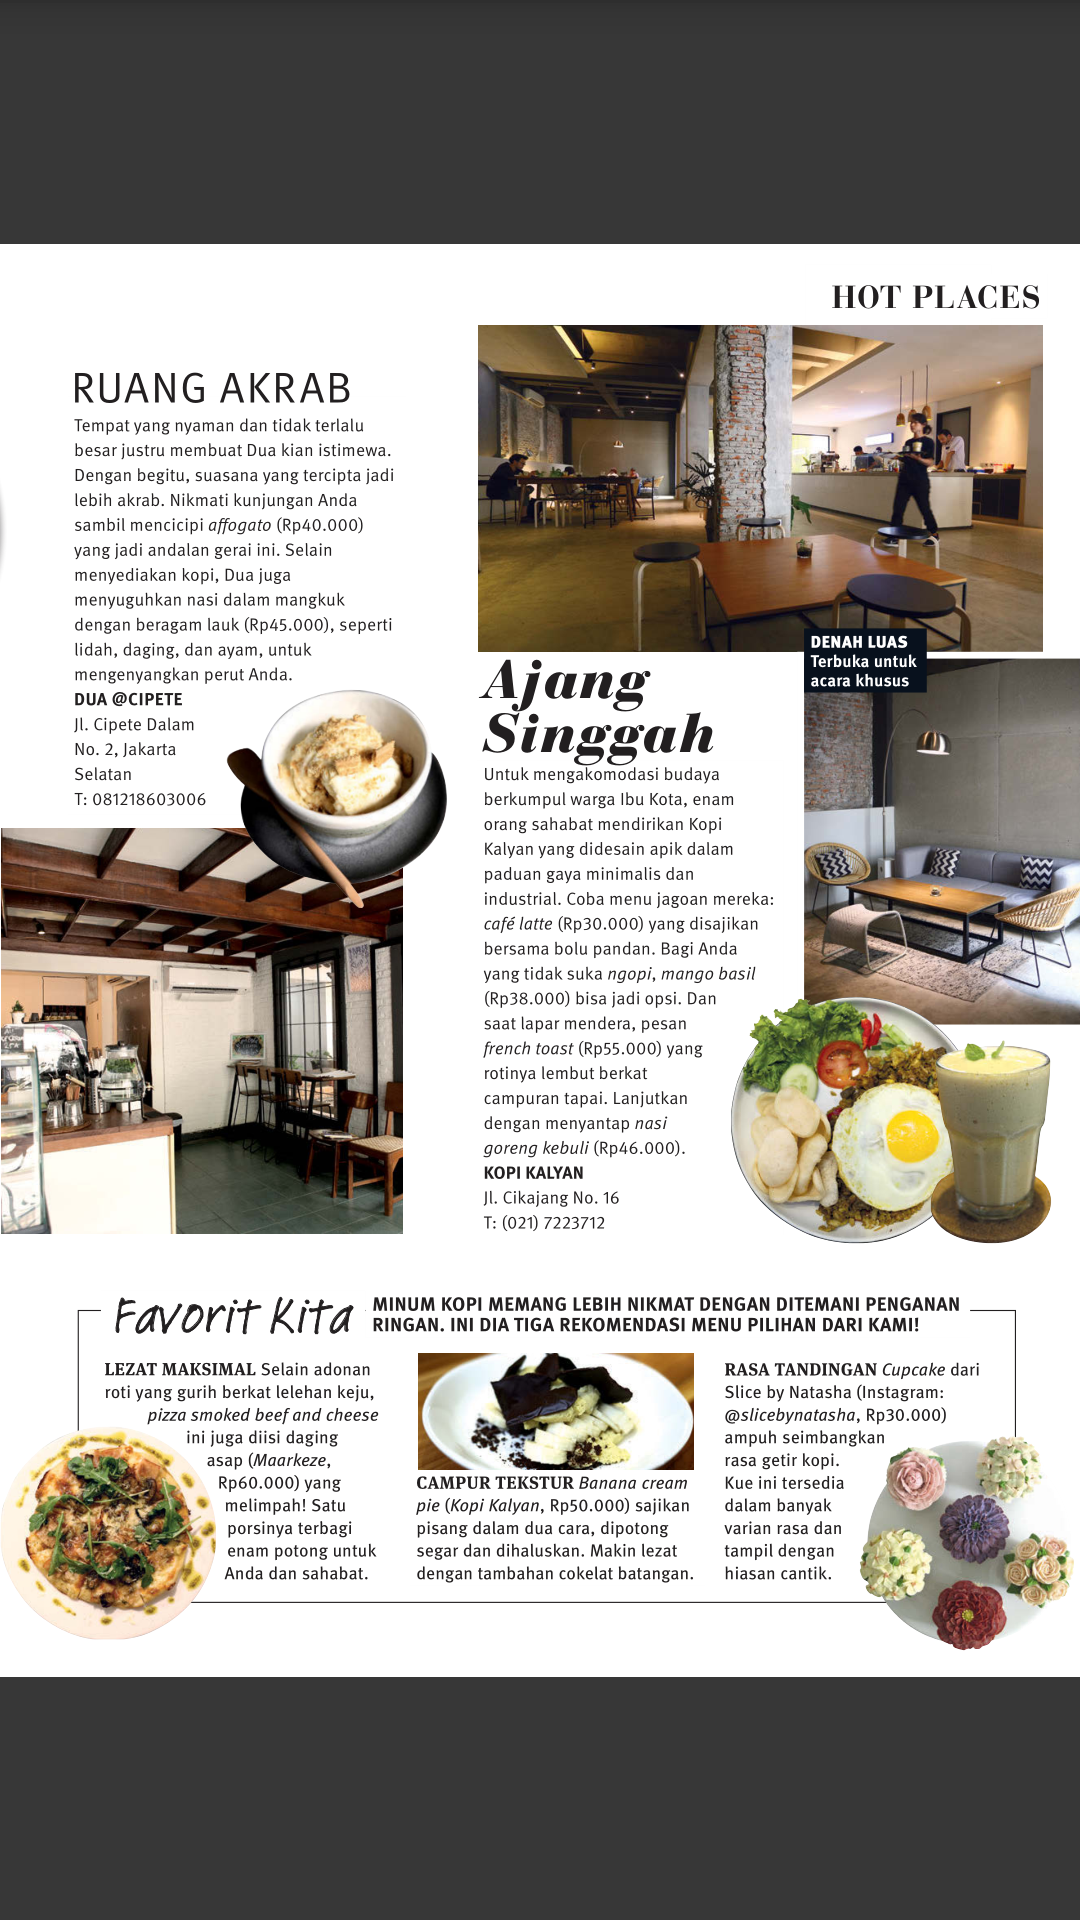 HOT PLACES
RUANG AKRAB
Tempat yang nyaman dan tidak terlalu
besar justru membuat Dua kian istimewa.
Dengan begitu, suasana yang tercipta jadi
lebih akrab. Nikmati kunjungan Anda
sambil mencicipi affogato (Rp40.000)
yang jadi andalan gerai ini. Selain
menyediakan kopi, Dua juga
menyuguhkan nasi dalam mangkuk
dengan beragam lauk (Rp45.000), seperti
lidah, daging, dan ayam, untuk
mengenyangkan perut Anda.
DUA @CIPETE
Jl. Cipete Dalam
No. 2, Jakarta
Selatan
T: 081218603006
DENAH LUAS
Terbuka untuk
acara khusus
Ajang
Singgah
Untuk mengakomodasi budaya
berkumpul warga Ibu Kota, enam
orang sahabat mendirikan Kopi
Kalyan yang didesain apik dalam
paduan gaya minimalis dan
industrial. Coba menu jagoan mereka:
café latte (Rp30.000) yang disajikan
bersama bolu pandan. Bagi Anda
yang tidak suka ngopi, mango basil
(Rp38.000) bisa jadi opsi. Dan
saat lapar mendera, pesan
french toast (Rp55.000) yang
rotinya lembut berkat
campuran tapai. Lanjutkan
dengan menyantap nasi
goreng kebuli (Rp46.000).
KOPI KALYAN
Jl. Cikajang No. 16
T: (021) 7223712
Favorit Kita
MINUM KOPI MEMANG LEBIH NIKMAT DENGAN DITEMANI PENGANAN
RINGAN. INI DIA TIGA REKOMENDASI MENU PILIHAN DARI KAMI!
LEZAT MAKSIMAL Selain adonan
roti yang gurih berkat lelehan keju,
pizza smoked beef and cheese
ini juga diisi daging
asap (Maarkeze,
Rp60.000) yang
melimpah! Satu
porsinya terbagi
enam potong untuk
Anda dan sahabat.
CAMPUR TEKSTUR Banana cream
pie (Kopi Kalyan, Rp50.000) sajikan
pisang dalam dua cara, dipotong
segar dan dihaluskan. Makin lezat
dengan tambahan cokelat batangan.
RASA TANDINGAN Cupcake dari
Slice by Natasha (Instagram:
@slicebynatasha, Rp30.000)
ampuh seimbangkan
rasa getir kopi.
Kue ini tersedia
dalam banyak
varian rasa dan
tampil dengan
hiasan cantik.